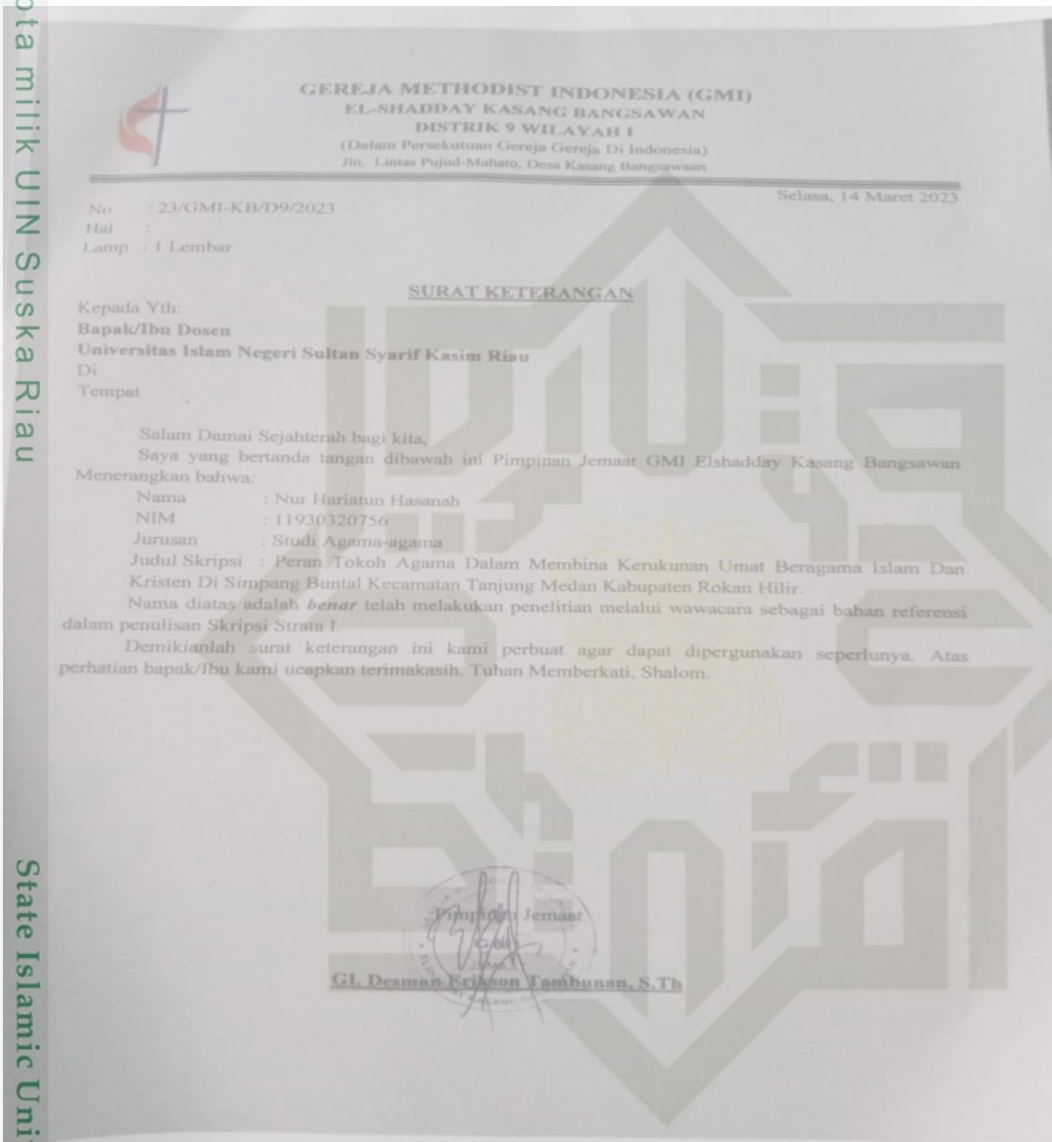 GEREJA METHODIST INDONESIA (GMI)
EL-SHADDAY KASANG BANGSAWAN
DISTRIK 9 WILAYAH I
(Dalam Persekutuan Gereja Gereja Di Indonesia)
Jln. Lintas Pujud-Mahato, Desa Kasang Bangsawaan
Selasa, 14 Maret 2023
No : 23/GMI-KB/D9/2023
Hal :
Lamp : 1 Lembar
SURAT KETERANGAN
Kepada Yth:
Bapak/Ibu Dosen
Universitas Islam Negeri Sultan Syarif Kasim Riau
Di
Tempat
Salam Damai Sejahterah bagi kita,
Saya yang bertanda tangan dibawah ini Pimpinan Jemaat GMI Elshadday Kasang Bangsawan
Menerangkan bahwa:
Nama : Nur Hariatun Hasanah
NIM : 11930320756
Jurusan : Studi Agama-agama
Judul Skripsi : Peran Tokoh Agama Dalam Membina Kerukunan Umat Beragama Islam Dan
Kristen Di Simpang Buntal Kecamatan Tanjung Medan Kabupaten Rokan Hilir.
Nama diatas adalah benar telah melakukan penelitian melalui wawacara sebagai bahan referensi
dalam penulisan Skripsi Strata 1.
Demikianlah surat keterangan ini kami perbuat agar dapat dipergunakan seperlunya. Atas
perhatian bapak/Ibu kami ucapkan terimakasih. Tuhan Memberkati, Shalom.
Pimpinan Jemaat
GI. Desman Erikson Tambunan, S.Th
milik UIN Suska Riau
State Islamic